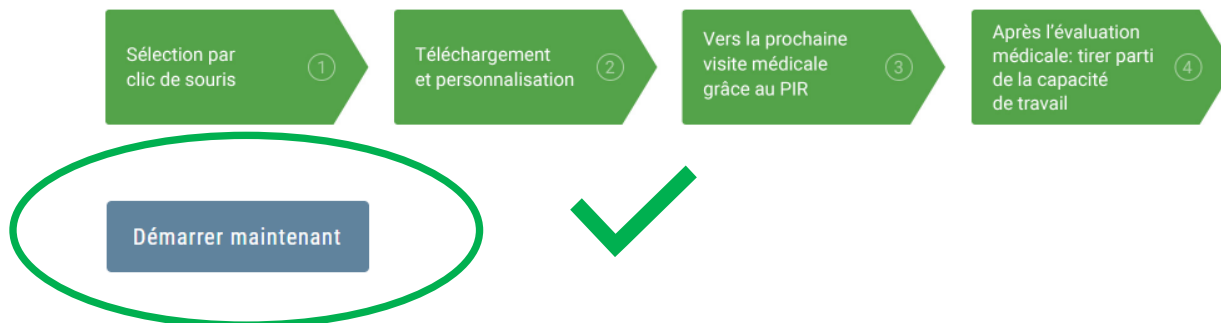 Sélection par
clic de souris
1
Téléchargement
et personnalisation
2
Vers la prochaine
visite médicale
grâce au PIR
3
Après l’évaluation
médicale: tirer parti
de la capacité
de travail
4
Démarrer maintenant